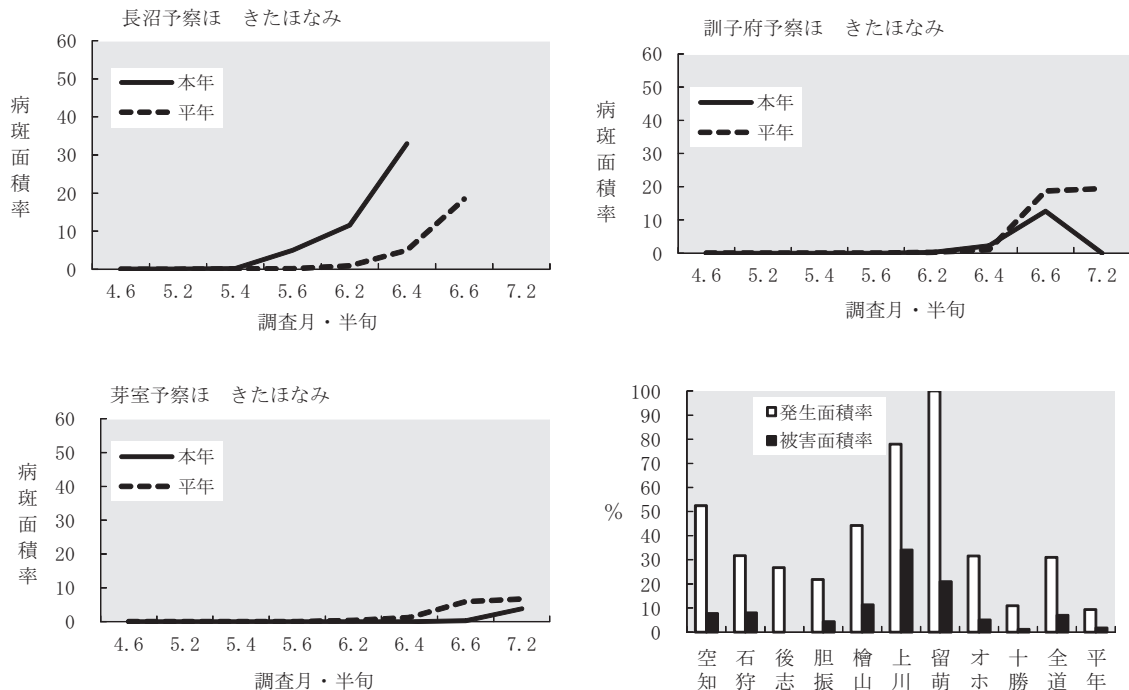 長沼予察ほ　きたほなみ
60
50
40
30
20
10
0
病斑面積率
本年
平年
4.6 5.2 5.4 5.6 6.2 6.4 6.6 7.2
調査月・半旬
訓子府予察ほ　きたほなみ
60
50
40
30
20
10
0
病斑面積率
本年
平年
4.6 5.2 5.4 5.6 6.2 6.4 6.6 7.2
調査月・半旬
芽室予察ほ　きたほなみ
60
50
40
30
20
10
0
病斑面積率
本年
平年
4.6 5.2 5.4 5.6 6.2 6.4 6.6 7.2
調査月・半旬
100
90
80
70
60
50
40
30
20
10
0
%
発生面積率
被害面積率
空知 石狩 後志 胆振 檜山 上川 留萌 オホ 十勝 全道 平年